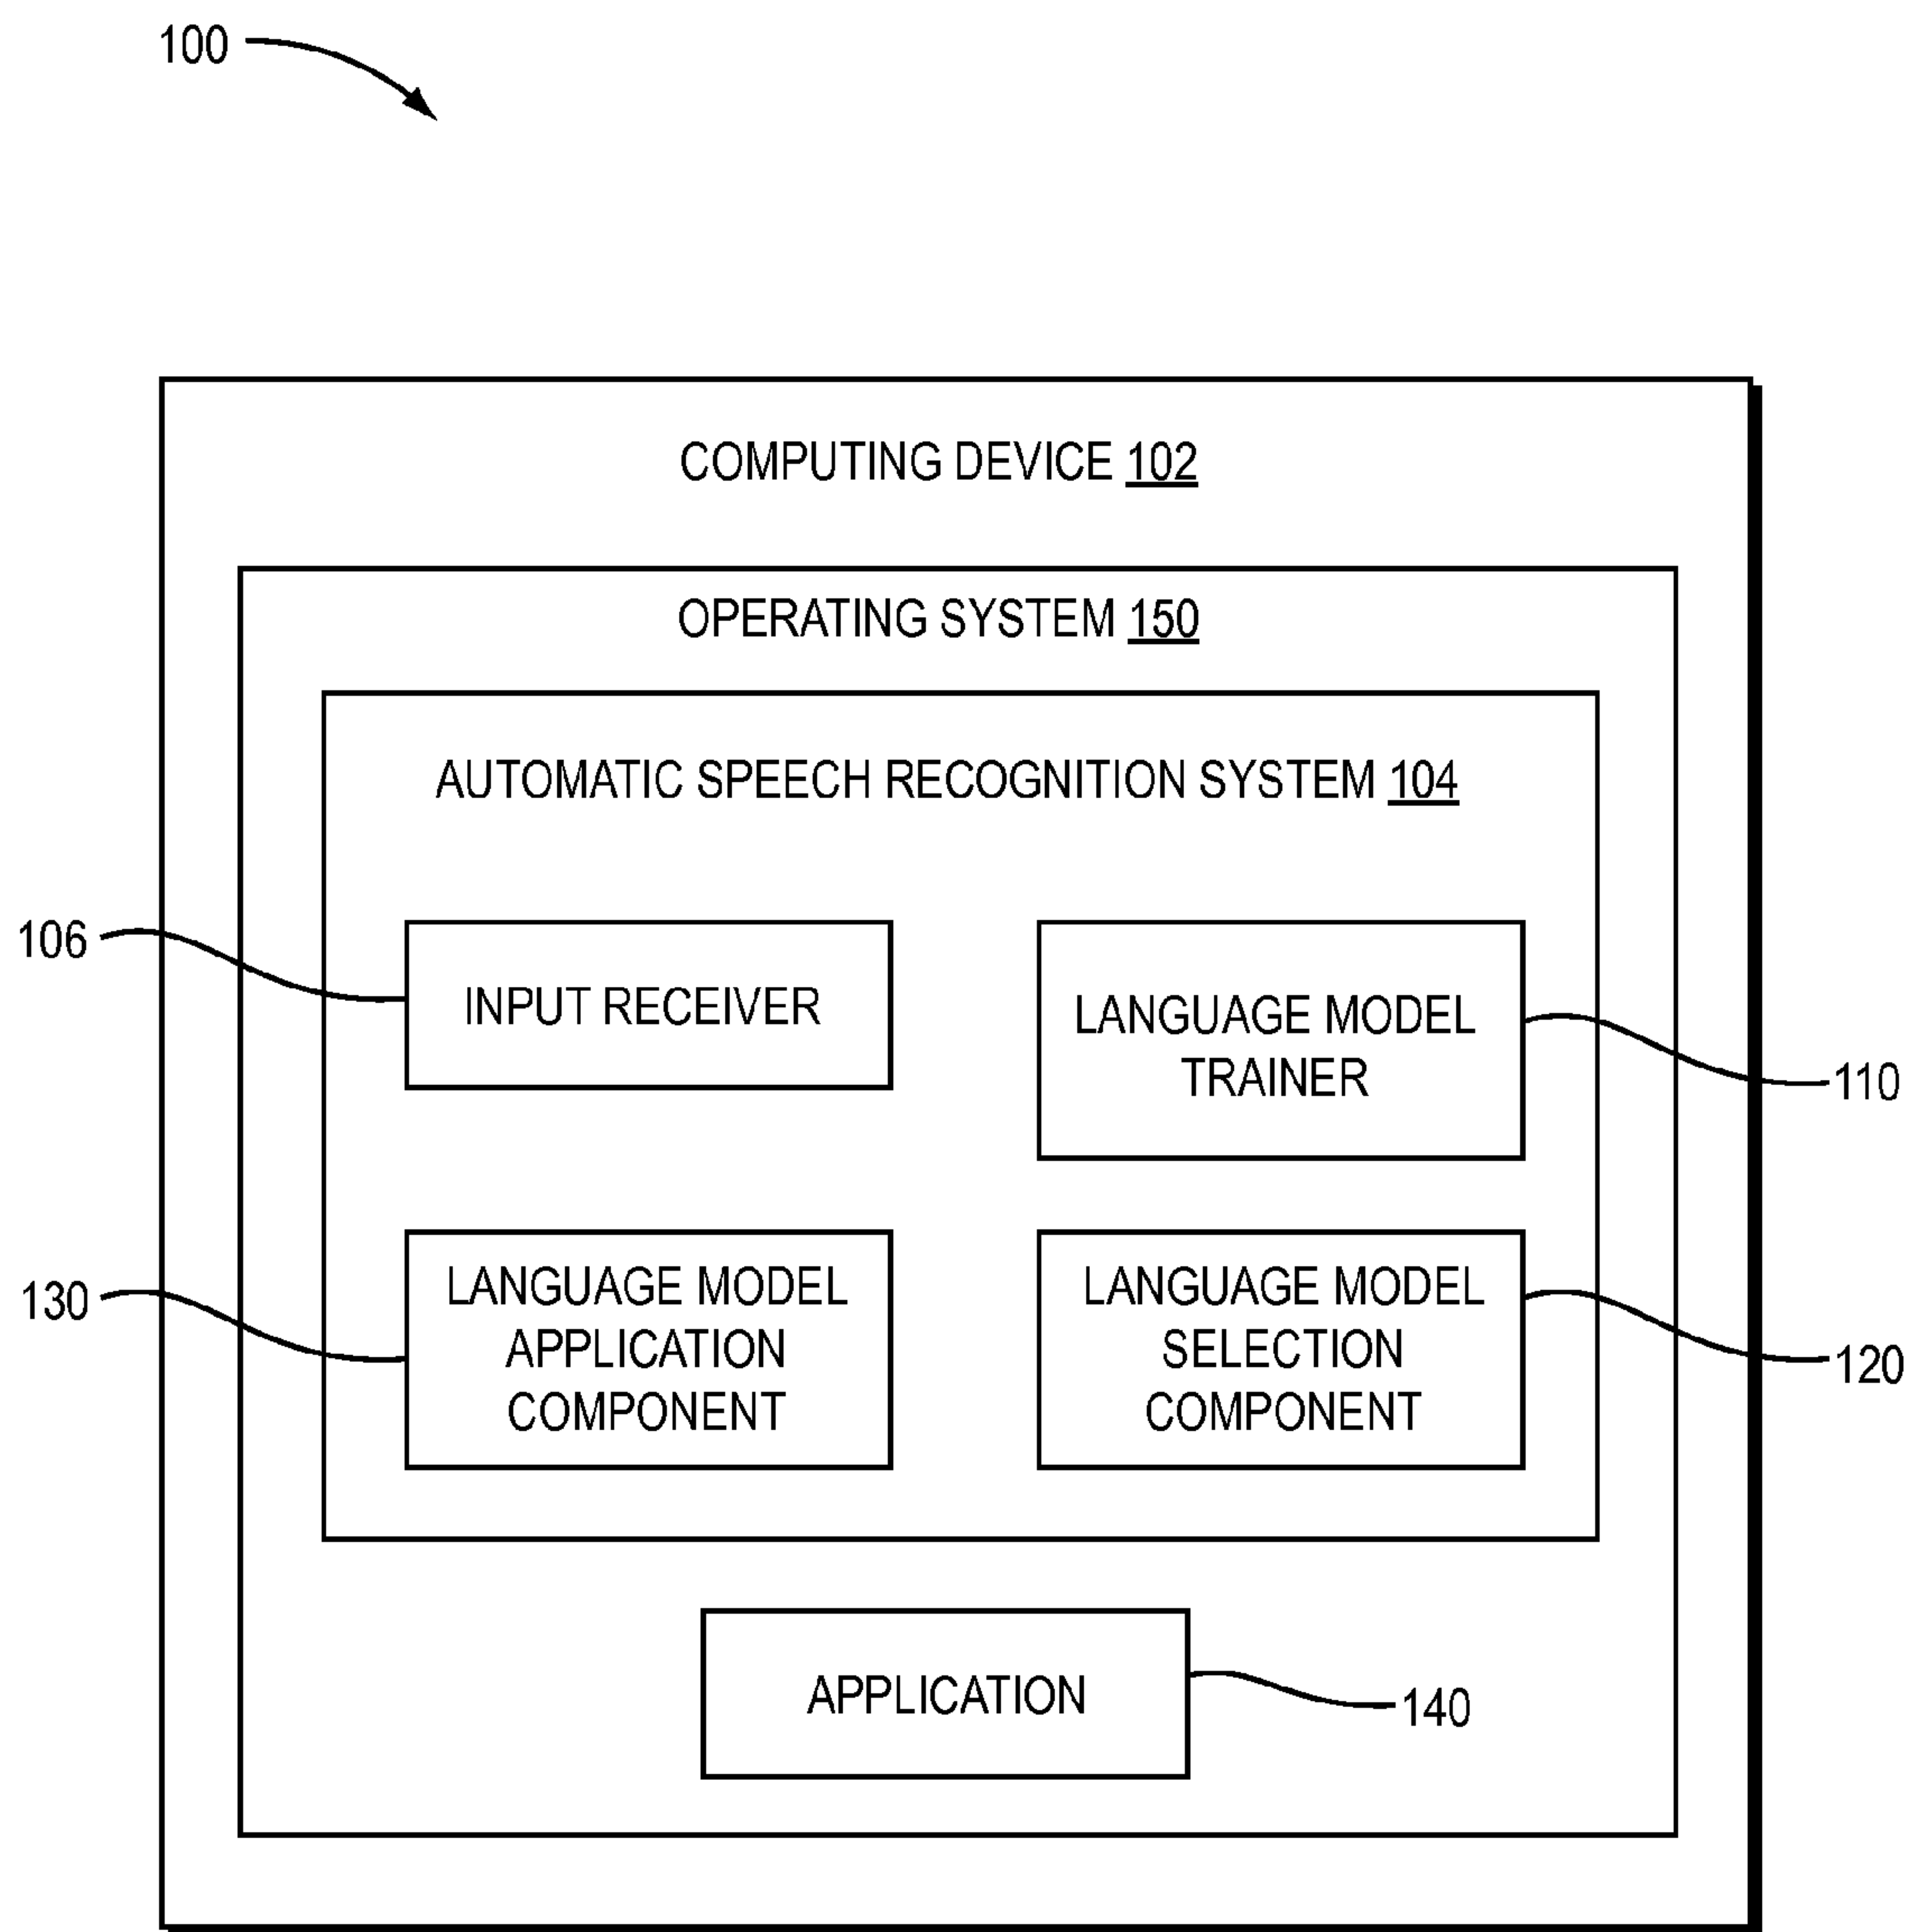 100
COMPUTING DEVICE 102
OPERATING SYSTEM 150
AUTOMATIC SPEECH RECOGNITION SYSTEM 104
106
INPUT RECEIVER
LANGUAGE MODEL
TRAINER
110
130
LANGUAGE MODEL
APPLICATION
COMPONENT
LANGUAGE MODEL
SELECTION
COMPONENT
120
APPLICATION
140